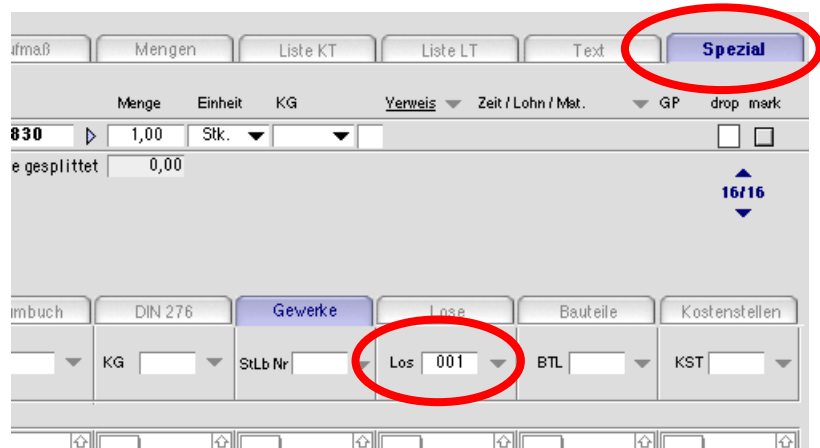 ufmaß Mengen Liste KT Liste LT Text Spezial
Menge Einheit KG Verweis Zeit / Lohn / Mat. GP drop mark
830 1,00 Stk.
e gesplittet 0,00
16/16
mbuch DIN 276 Gewerke Lose Bauteile Kostenstellen
KG StLb Nr Los 001 BTL KST